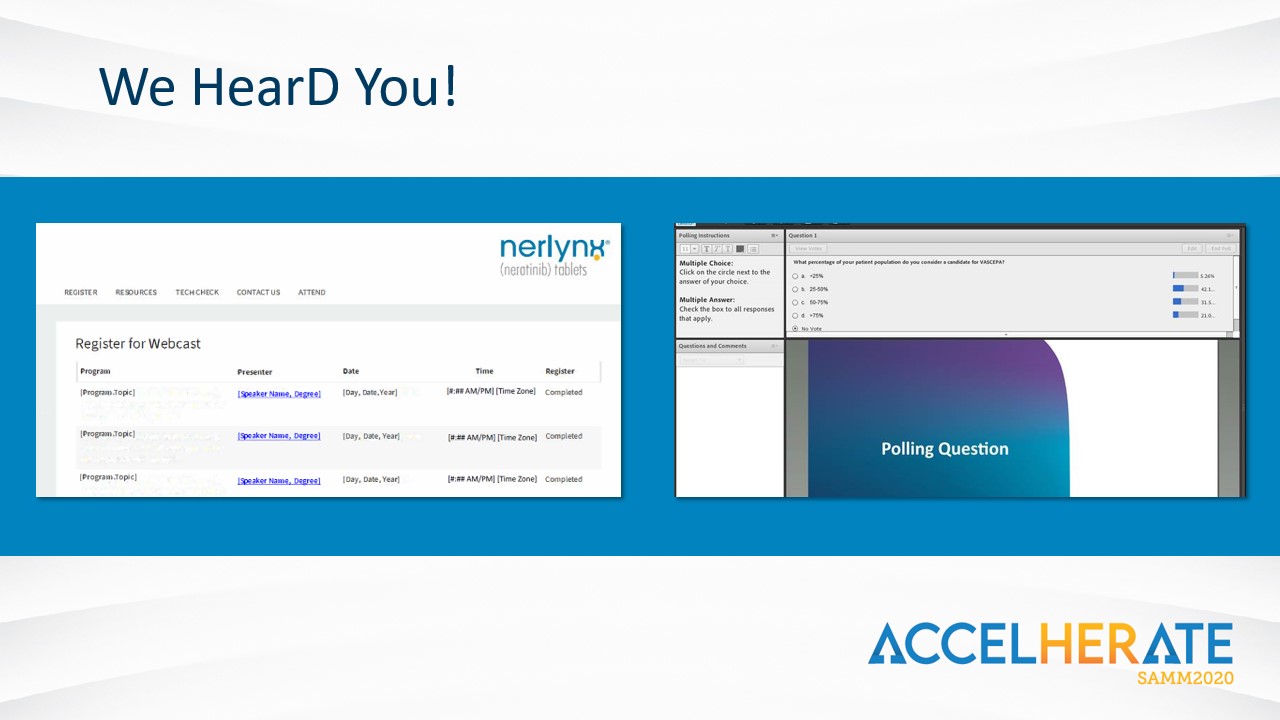 We HearD You!
nerlynx®
(neratinib) tablets
REGISTER RESOURCES TECH CHECK CONTACT US ATTEND
Register for Webcast
Program Presenter Date Time Register
[Program Topic] [Speaker Name, Degree] [Day, Date,Year] [#:## AM/PM] [Time Zone] Completed
[Program Topic] [Speaker Name, Degree] [Day, Date, Year] [#:## AM/PM] [Time Zone] Completed
[Program.Topic] [Speaker Name, Degree] [Day, Date, Year] [#:## AM/PM] [Time Zone] Completed
Polling Instructions
Multiple Choice:
Click on the circle next to the
answer of your choice.
Multiple Answer:
Check the box to all responses
that apply.
Question 1
View Votes Edit End Poll
What percentage of your patient population do you consider a candidate for VASCEPA?
a. <25% 5.26%
b. 25-50% 42.1...
c. 50-75% 31.5...
d. >75% 21.0...
No Vote
Questions and Comments
Polling Question
ACCELHERATE
SAMM2020